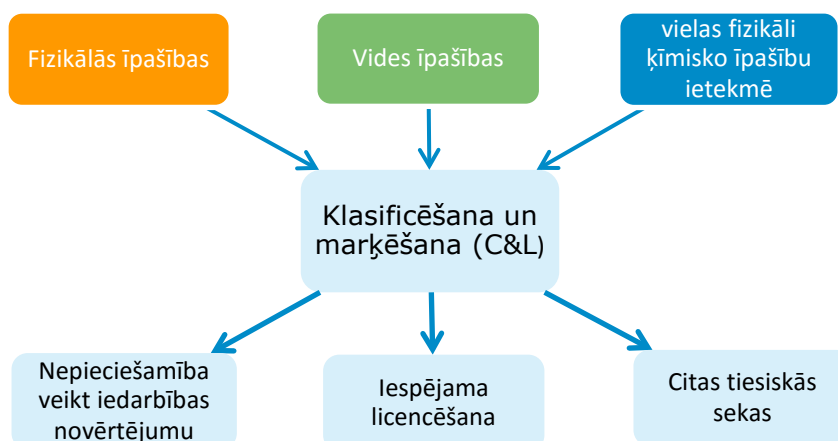 Fizikālās īpašības
Vides īpašības
vielas fizikāli
ķīmisko īpašību
ietekmē
Klasificēšana un
marķēšana (C&L)
Nepieciešamība
veikt iedarbības
novērtējumu
Iespējama
licencēšana
Citas tiesiskās
sekas